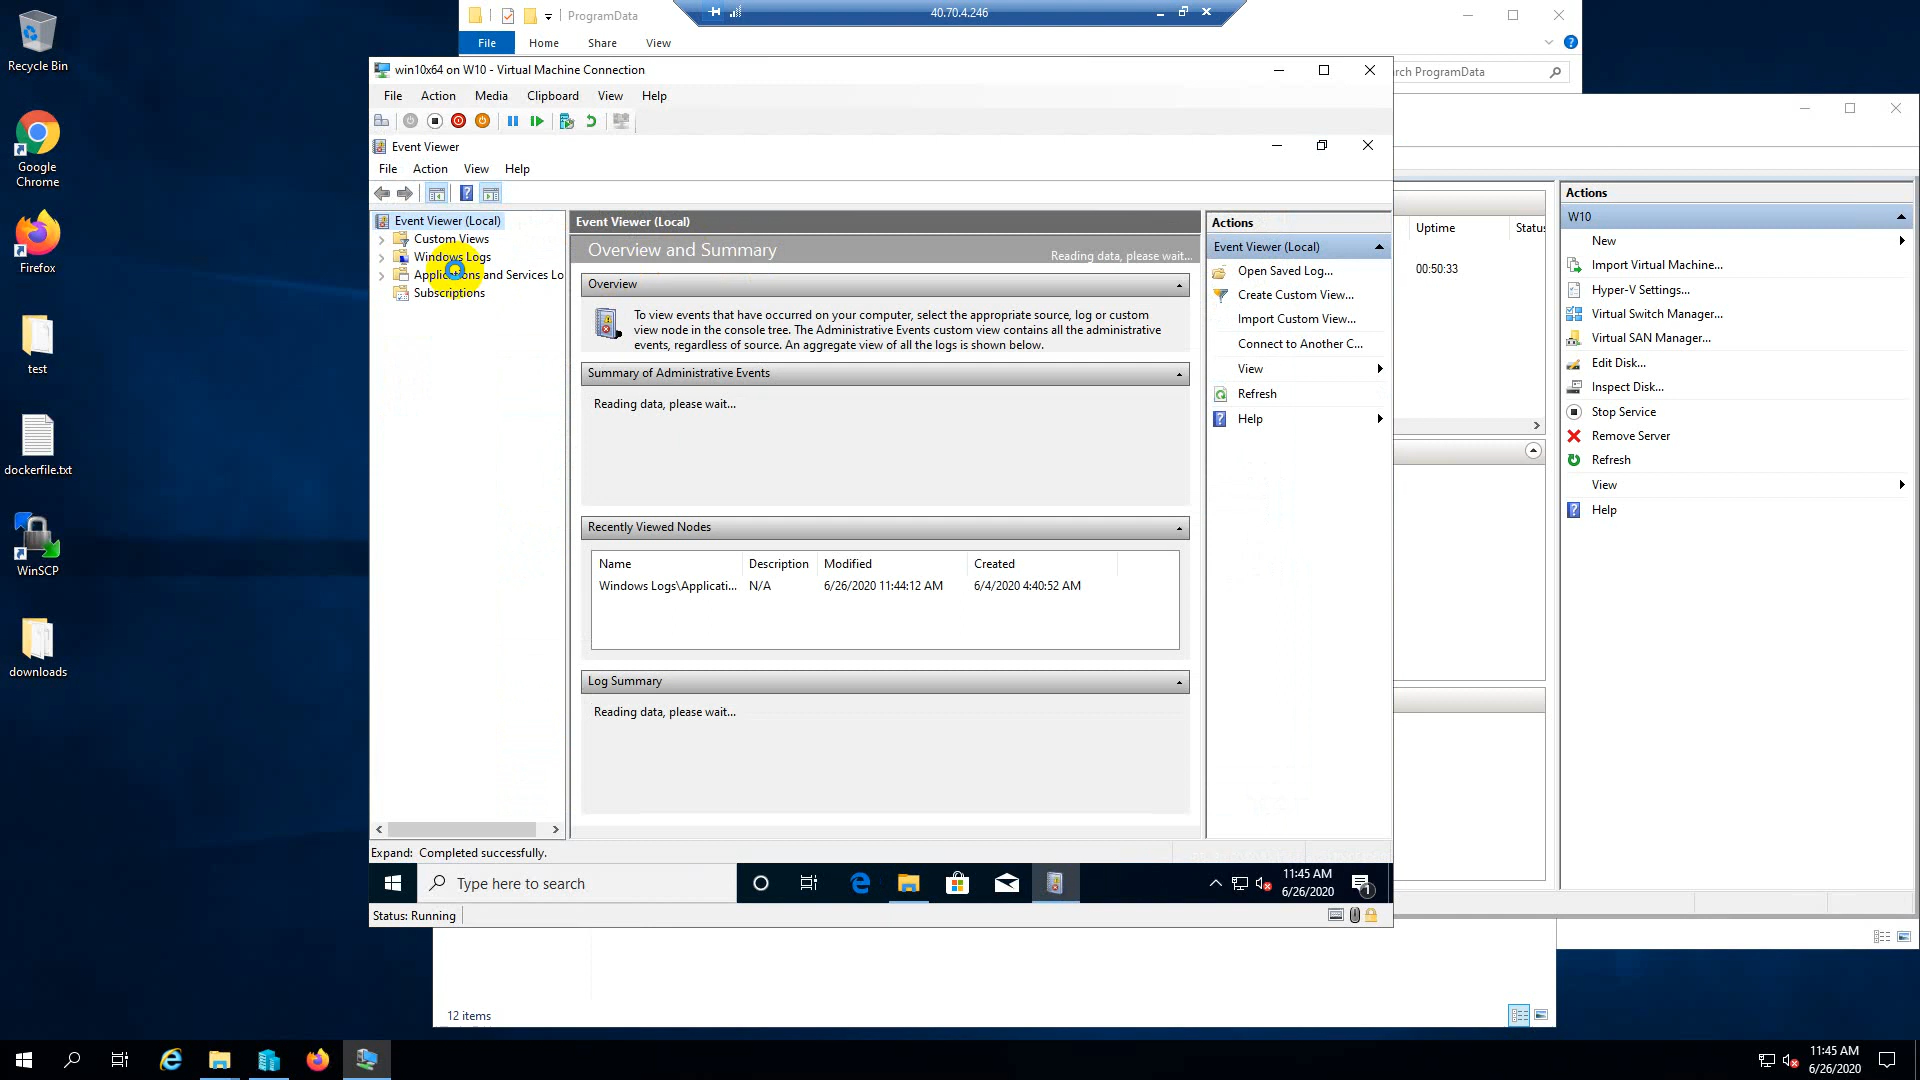 Recycle Bin
Google
Chrome
Firefox
test
dockerfile.txt
WinSCP
downloads
ProgramData
40.70.4.246
File
Home
Share
View
rch ProgramData
win10x64 on W10 - Virtual Machine Connection
File
Action
Media
Clipboard
View
Help
Event Viewer
File
Action
View
Help
Event Viewer (Local)
Custom Views
Windows Logs
Applications and Services Lo
Subscriptions
Event Viewer (Local)
Overview and Summary
Reading data, please wait...
Overview
To view events that have occurred on your computer, select the appropriate source, log or custom
view node in the console tree. The Administrative Events custom view contains all the administrative
events, regardless of source. An aggregate view of all the logs is shown below.
Summary of Administrative Events
Reading data, please wait...
Recently Viewed Nodes
Name
Description
Modified
Created
Windows Logs\Applicati...
N/A
6/26/2020 11:44:12 AM
6/4/2020 4:40:52 AM
Log Summary
Reading data, please wait...
Actions
Event Viewer (Local)
Open Saved Log...
Create Custom View...
Import Custom View...
Connect to Another C...
View
Refresh
Help
Expand: Completed successfully.
Type here to search
11:45 AM
6/26/2020
1
Status: Running
Uptime
Status
00:50:33
Actions
W10
New
Import Virtual Machine...
Hyper-V Settings...
Virtual Switch Manager...
Virtual SAN Manager...
Edit Disk...
Inspect Disk...
Stop Service
Remove Server
Refresh
View
Help
12 items
11:45 AM
6/26/2020